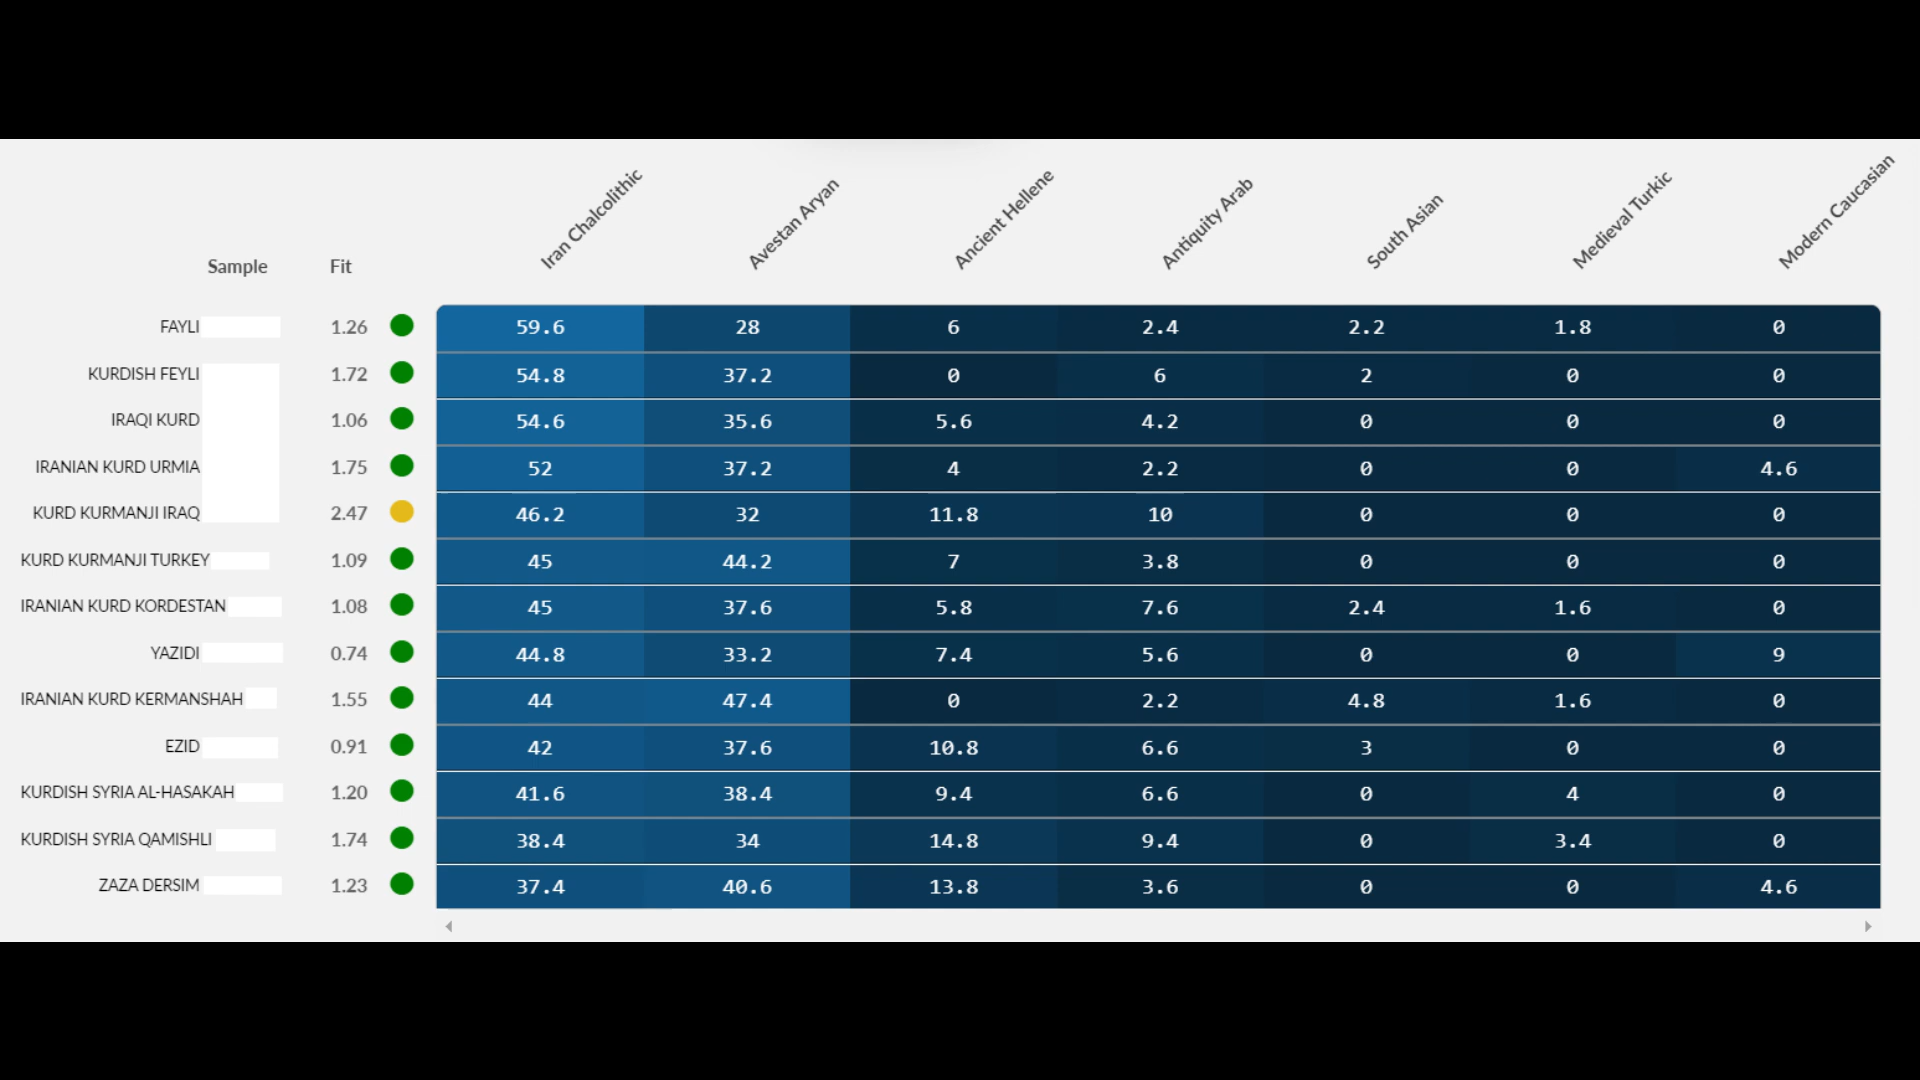 Sample Fit Iran Chalcolithic Avestan Aryan Ancient Hellene Antiquity Arab South Asian Medieval Turkic Modern Caucasian
FAYLI 1.26 59.6 28 6 2.4 2.2 1.8 0
KURDISH FEYLI 1.72 54.8 37.2 0 6 2 0 0
IRAQI KURD 1.06 54.6 35.6 5.6 4.2 0 0 0
IRANIAN KURD URMIA 1.75 52 37.2 4 2.2 0 0 4.6
KURD KURMANJI IRAQ 2.47 46.2 32 11.8 10 0 0 0
KURD KURMANJI TURKEY 1.09 45 44.2 7 3.8 0 0 0
IRANIAN KURD KORDESTAN 1.08 45 37.6 5.8 7.6 2.4 1.6 0
YAZIDI 0.74 44.8 33.2 7.4 5.6 0 0 9
IRANIAN KURD KERMANSHAH 1.55 44 47.4 0 2.2 4.8 1.6 0
EZID 0.91 42 37.6 10.8 6.6 3 0 0
KURDISH SYRIA AL-HASAKAH 1.20 41.6 38.4 9.4 6.6 0 4 0
KURDISH SYRIA QAMISHLI 1.74 38.4 34 14.8 9.4 0 3.4 0
ZAZA DERSIM 1.23 37.4 40.6 13.8 3.6 0 0 4.6